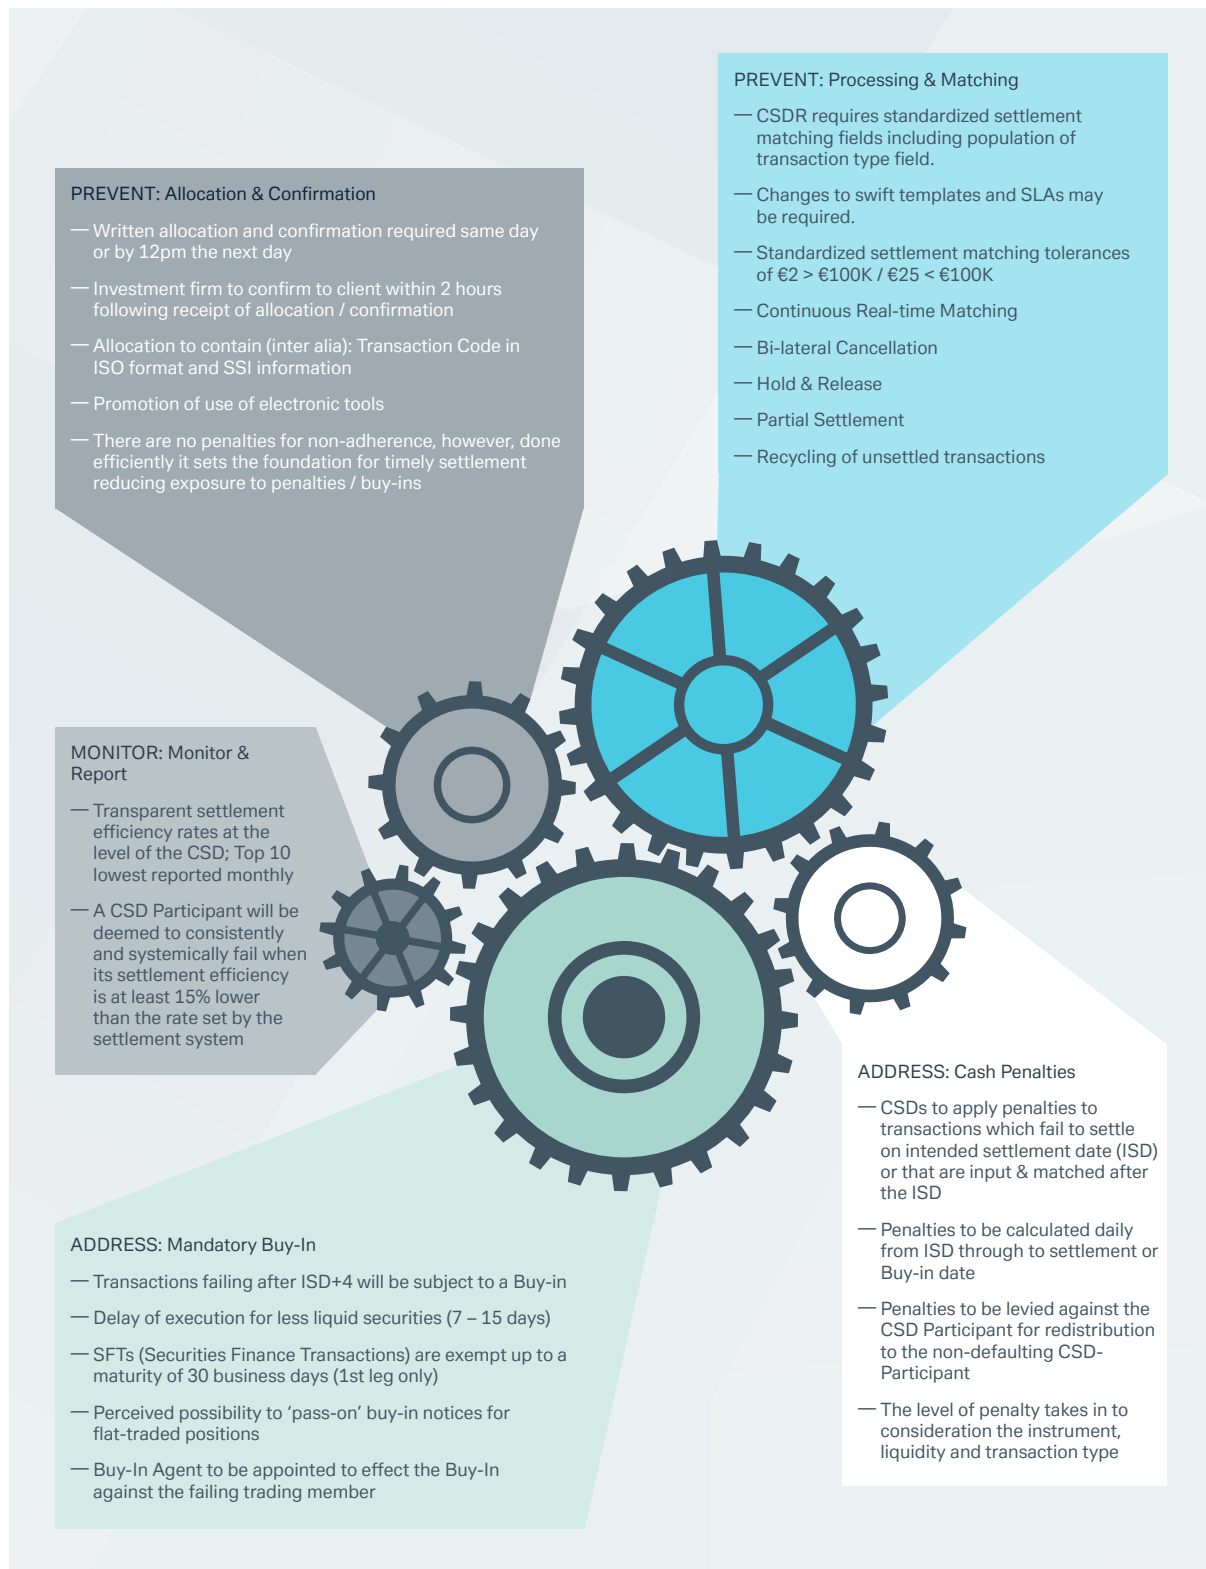 PREVENT: Allocation & Confirmation
— Written allocation and confirmation required same day
or by 12pm the next day
— Investment firm to confirm to client within 2 hours
following receipt of allocation / confirmation
— Allocation to contain (inter alia): Transaction Code in
ISO format and SSI information
— Promotion of use of electronic tools
— There are no penalties for non-adherence, however, done
efficiently it sets the foundation for timely settlement
reducing exposure to penalties / buy-ins
PREVENT: Processing & Matching
— CSDR requires standardized settlement
matching fields including population of
transaction type field.
— Changes to swift templates and SLAs may
be required.
— Standardized settlement matching tolerances
of €2 > €100K / €25 < €100K
— Continuous Real-time Matching
— Bi-lateral Cancellation
— Hold & Release
— Partial Settlement
— Recycling of unsettled transactions
MONITOR: Monitor &
Report
— Transparent settlement
efficiency rates at the
level of the CSD; Top 10
lowest reported monthly
— A CSD Participant will be
deemed to consistently
and systemically fail when
its settlement efficiency
is at least 15% lower
than the rate set by the
settlement system
ADDRESS: Cash Penalties
— CSDs to apply penalties to
transactions which fail to settle
on intended settlement date (ISD)
or that are input & matched after
the ISD
— Penalties to be calculated daily
from ISD through to settlement or
Buy-in date
— Penalties to be levied against the
CSD Participant for redistribution
to the non-defaulting CSD-
Participant
— The level of penalty takes in to
consideration the instrument,
liquidity and transaction type
ADDRESS: Mandatory Buy-In
— Transactions failing after ISD+4 will be subject to a Buy-in
— Delay of execution for less liquid securities (7 – 15 days)
— SFTs (Securities Finance Transactions) are exempt up to a
maturity of 30 business days (1st leg only)
— Perceived possibility to ‘pass-on’ buy-in notices for
flat-traded positions
— Buy-In Agent to be appointed to effect the Buy-In
against the failing trading member